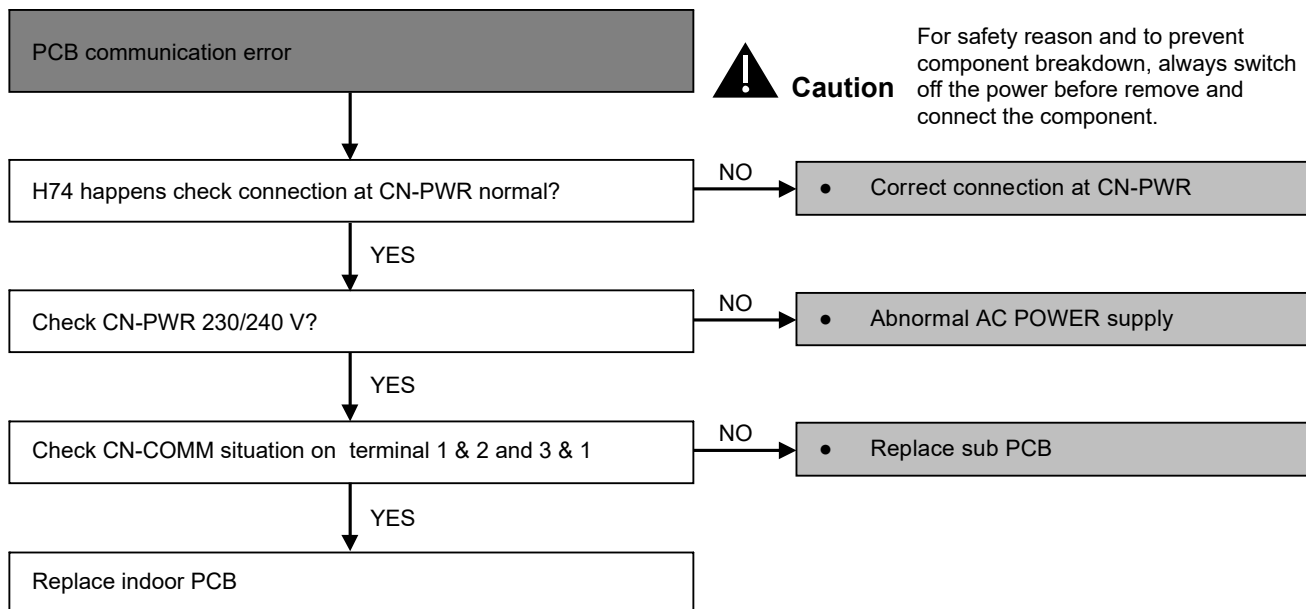 PCB communication error
Caution
For safety reason and to prevent
component breakdown, always switch
off the power before remove and
connect the component.
H74 happens check connection at CN-PWR normal?
NO
● Correct connection at CN-PWR
YES
Check CN-PWR 230/240 V?
NO
● Abnormal AC POWER supply
YES
Check CN-COMM situation on terminal 1 & 2 and 3 & 1
NO
● Replace sub PCB
YES
Replace indoor PCB